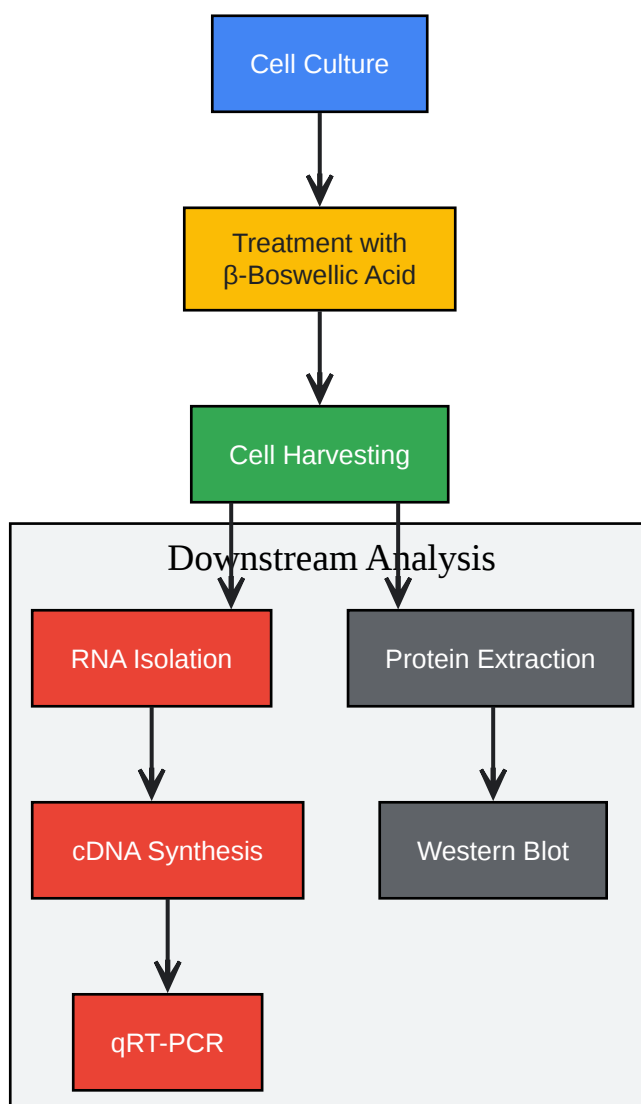 Cell Culture
Treatment with
β-Boswellic Acid
Cell Harvesting
Downstream Analysis
RNA Isolation
Protein Extraction
cDNA Synthesis
Western Blot
qRT-PCR